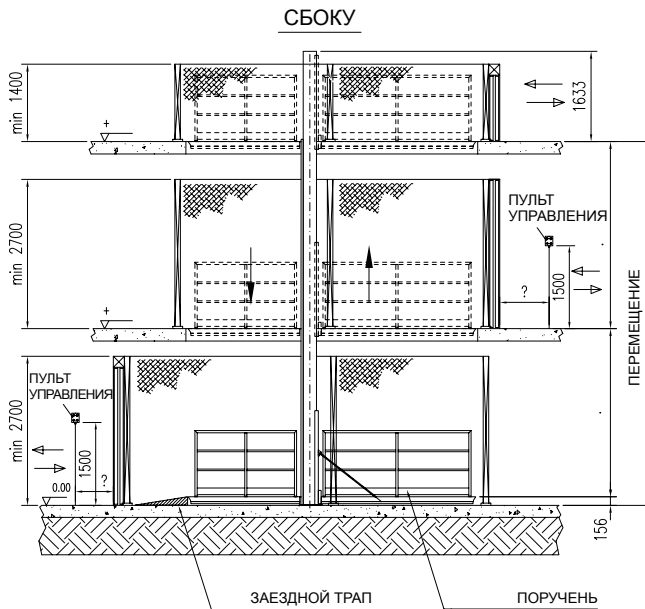 СБОКУ
min 1400
1633
+
ПУЛЬТ
УПРАВЛЕНИЯ
min 2700
?
1500
+
ПЕРЕМЕЩЕНИЕ
ПУЛЬТ
УПРАВЛЕНИЯ
min 2700
1500
?
0.00
156
ЗАЕЗДНОЙ ТРАП
ПОРУЧЕНЬ